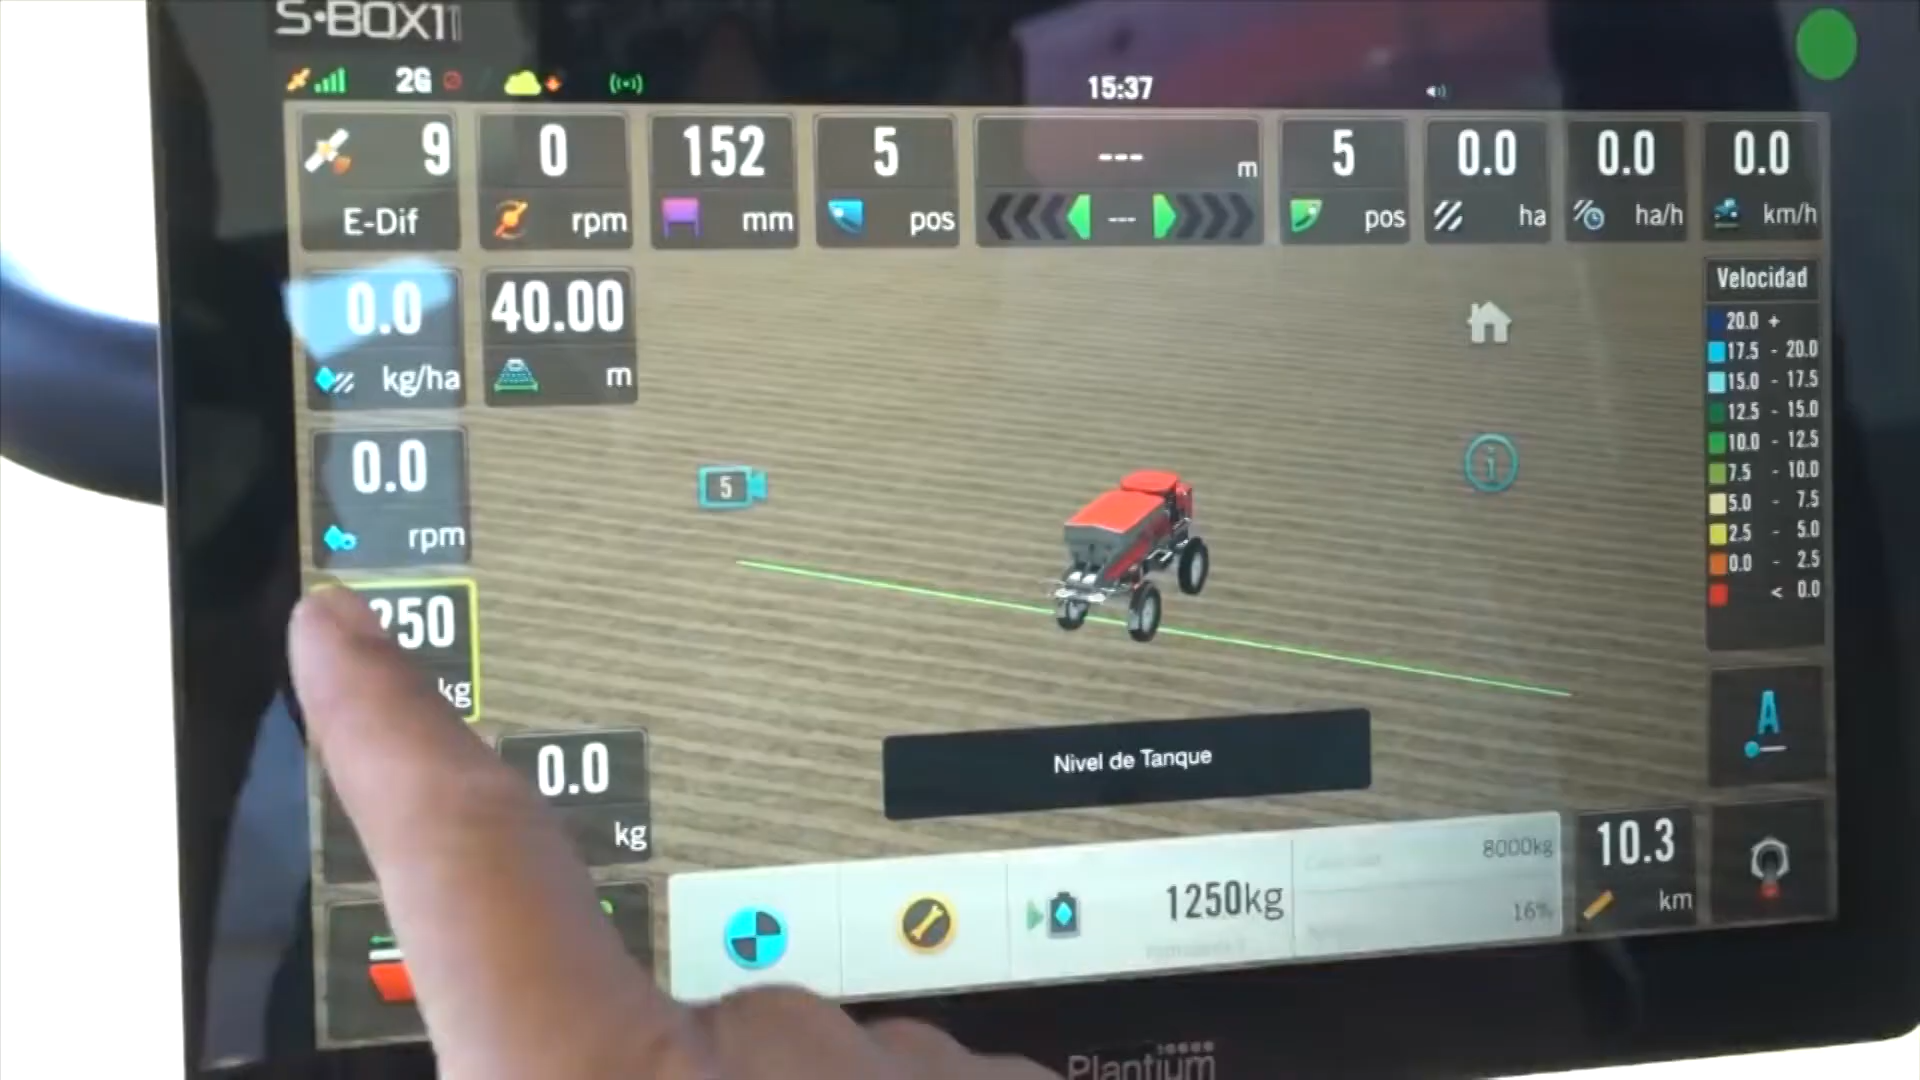 S·BOX11
2G
15:37
9
E-Dif
0
rpm
152
mm
5
pos
---
m
---
5
pos
0.0
ha
0.0
ha/h
0.0
km/h
0.0
kg/ha
40.00
m
0.0
rpm
250
kg
0.0
kg
5
Velocidad
20.0 +
17.5 - 20.0
15.0 - 17.5
12.5 - 15.0
10.0 - 12.5
7.5 - 10.0
5.0 - 7.5
2.5 - 5.0
0.0 - 2.5
< 0.0
A
Nivel de Tanque
1250kg
8000kg
16%
10.3
km
Plantium